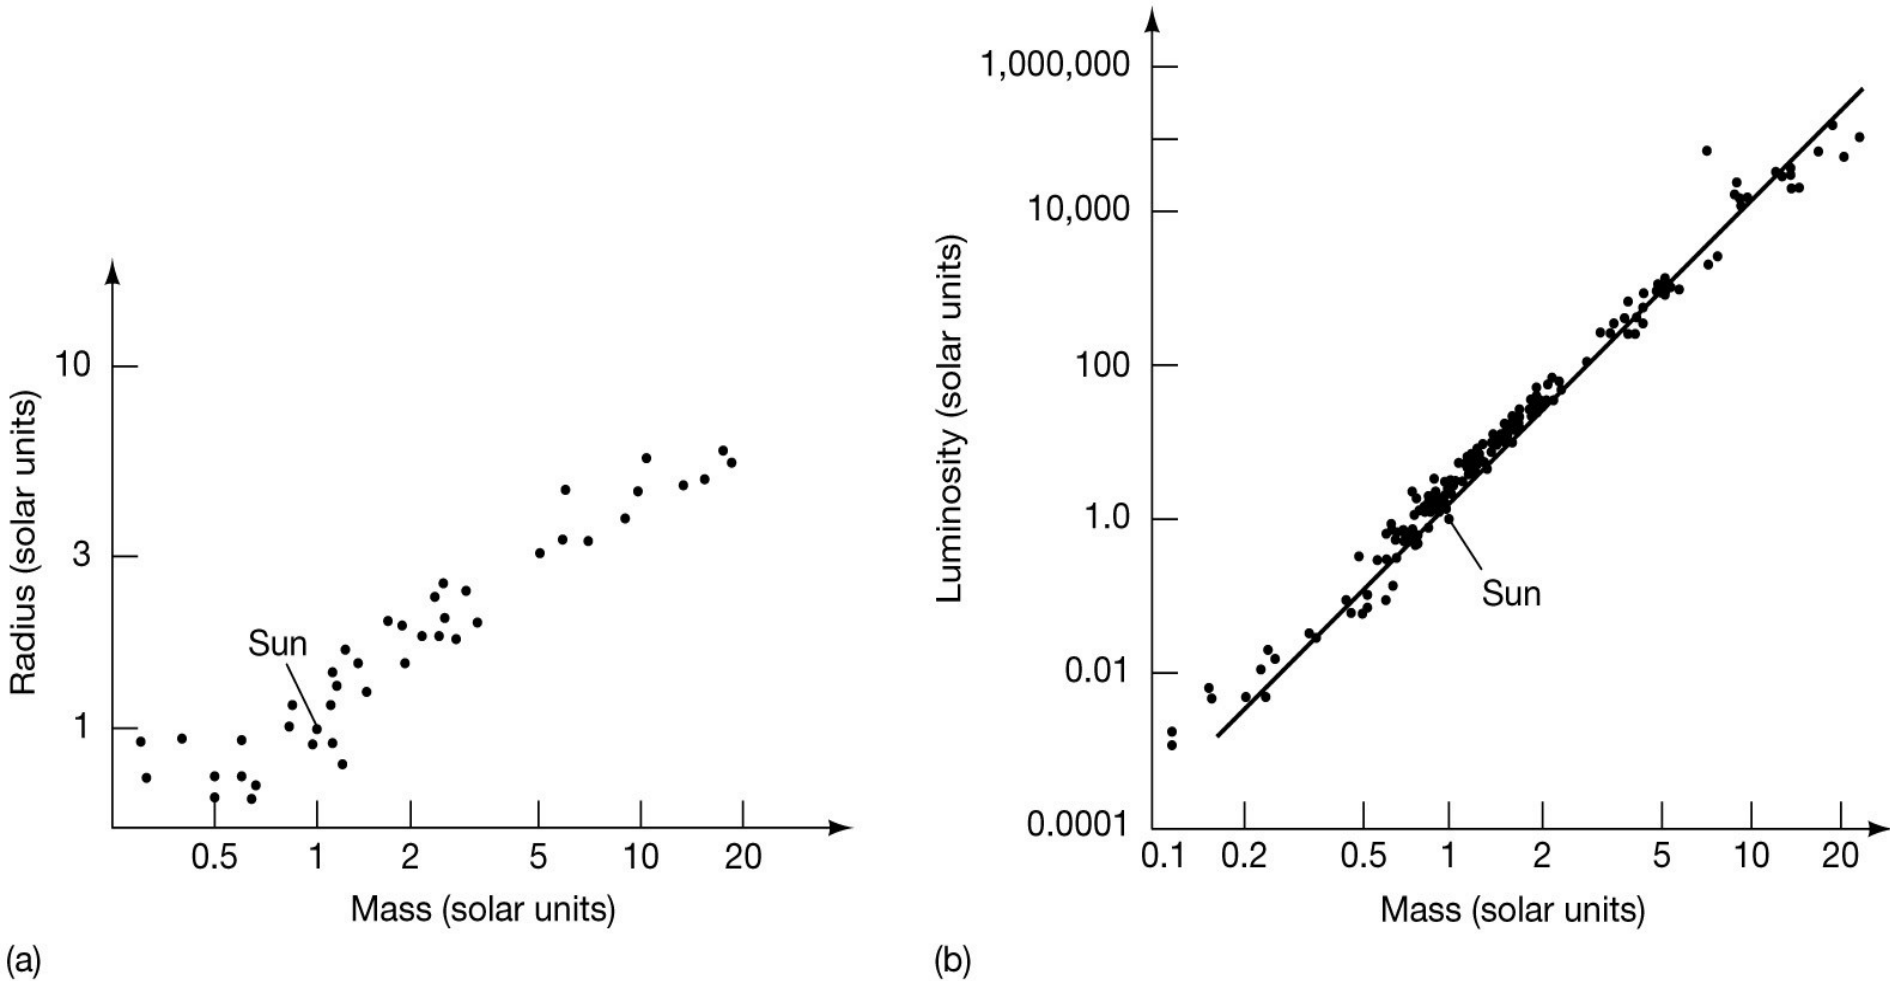 10
3
1
Radius (solar units)
Sun
0.5 1 2 5 10 20
Mass (solar units)
(a)
1,000,000
10,000
100
1.0
0.01
0.0001
Luminosity (solar units)
Sun
0.1 0.2 0.5 1 2 5 10 20
Mass (solar units)
(b)